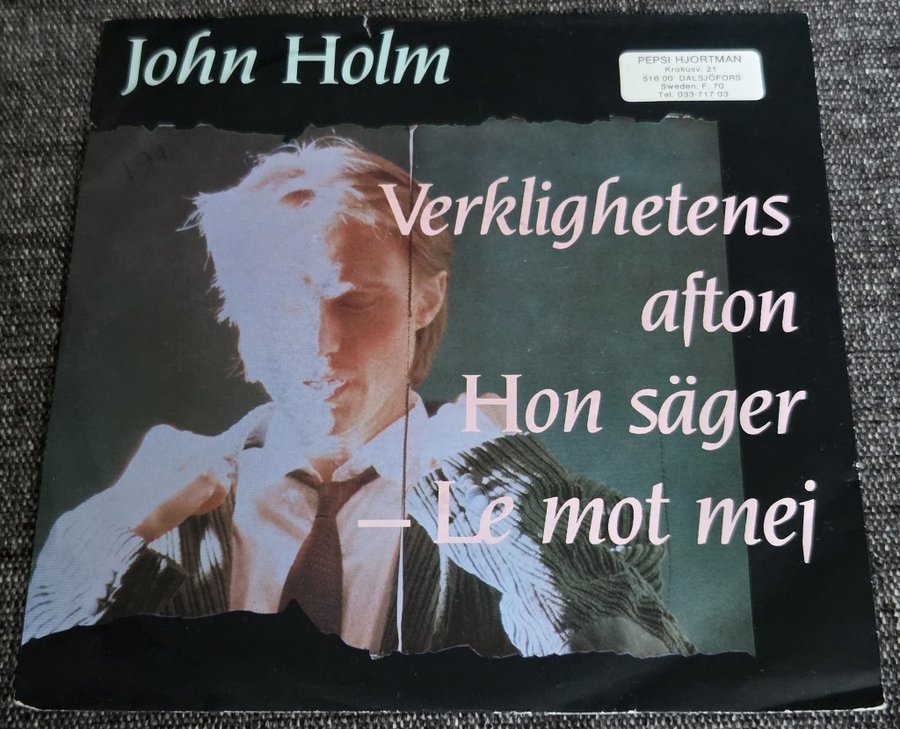 John Holm
PEPSI HJORTMAN
Krokusv. 21
516 00 DALSJÖFORS
Sweden, F. 70
Tel. 033-717 03
Verklighetens
afton
Hon säger
– Le mot mej